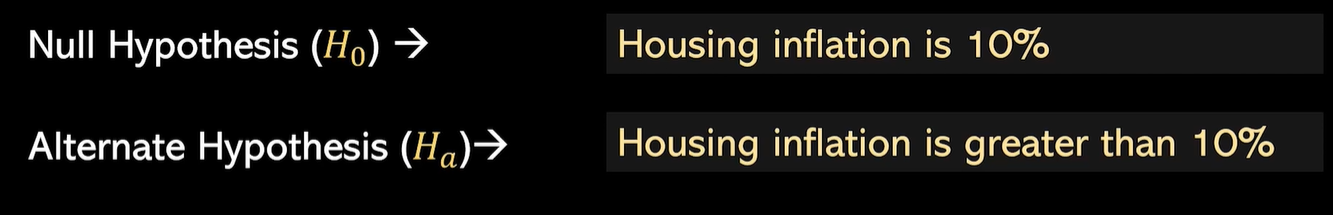 Null Hypothesis (H₀) → Housing inflation is 10%
Alternate Hypothesis (Hₐ)→ Housing inflation is greater than 10%